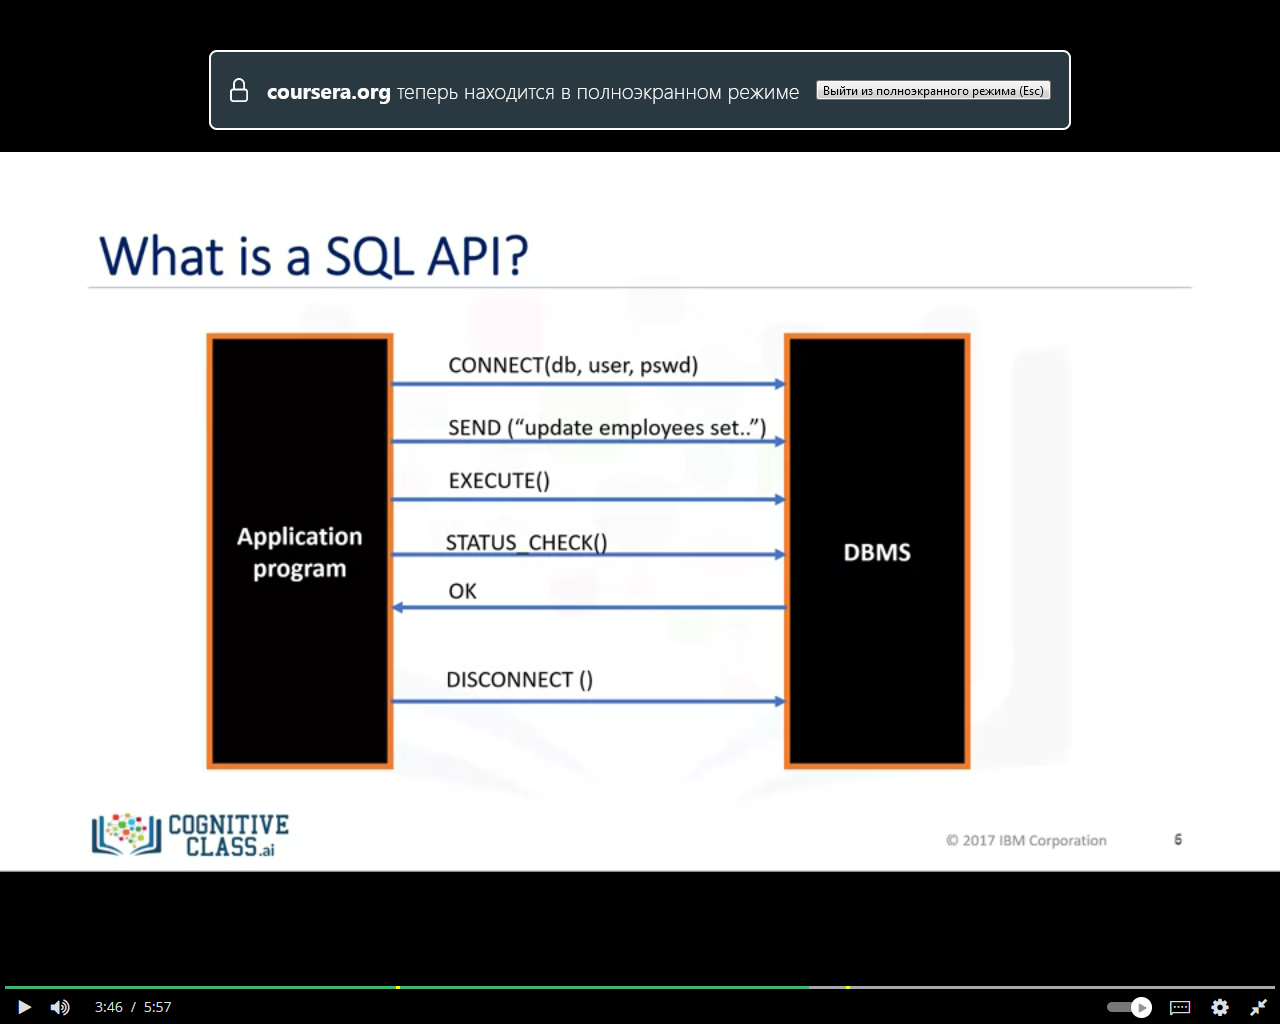 coursera.org теперь находится в полноэкранном режиме
Выйти из полноэкранного режима (Esc)
What is a SQL API?
CONNECT(db, user, pswd)
SEND (“update employees set..”)
EXECUTE()
STATUS_CHECK()
OK
DISCONNECT ()
Application
program
DBMS
COGNITIVE
CLASS.ai
© 2017 IBM Corporation
6
3:46 / 5:57